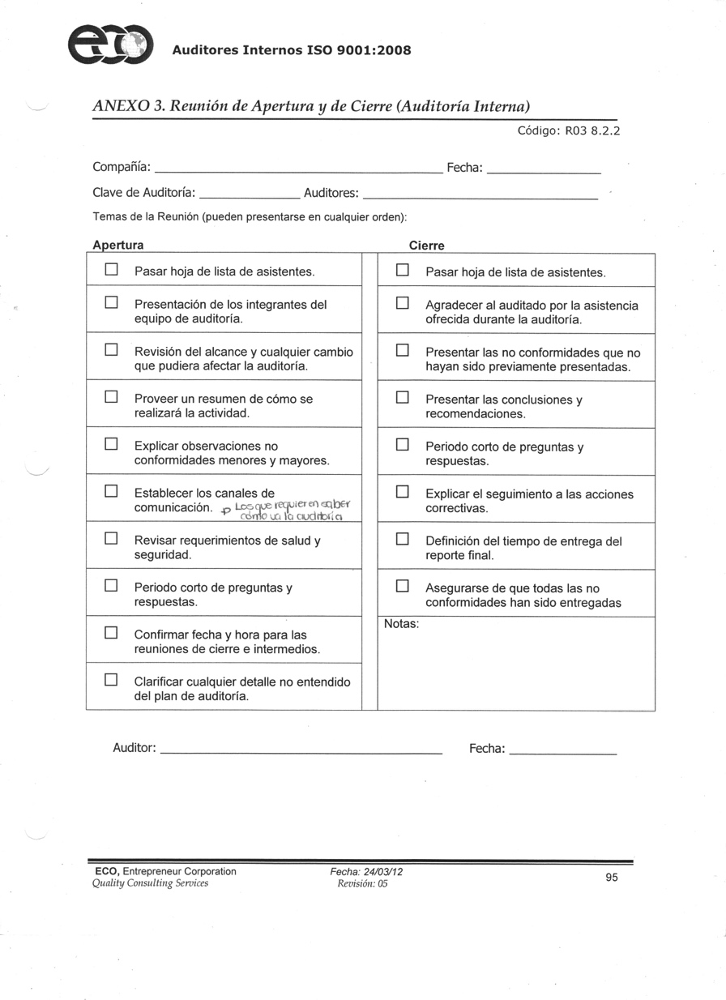 eco
Auditores Internos ISO 9001:2008
ANEXO 3. Reunión de Apertura y de Cierre (Auditoría Interna)
Código: R03 8.2.2
Compañía: Fecha:
Clave de Auditoría: Auditores:
Temas de la Reunión (pueden presentarse en cualquier orden):
Apertura
Pasar hoja de lista de asistentes.
Presentación de los integrantes del
equipo de auditoría.
Revisión del alcance y cualquier cambio
que pudiera afectar la auditoría.
Proveer un resumen de cómo se
realizará la actividad.
Explicar observaciones no
conformidades menores y mayores.
Establecer los canales de
comunicación. Los que requieren saber
cómo va la auditoría
Revisar requerimientos de salud y
seguridad.
Periodo corto de preguntas y
respuestas.
Confirmar fecha y hora para las
reuniones de cierre e intermedios.
Clarificar cualquier detalle no entendido
del plan de auditoría.
Cierre
Pasar hoja de lista de asistentes.
Agradecer al auditado por la asistencia
ofrecida durante la auditoría.
Presentar las no conformidades que no
hayan sido previamente presentadas.
Presentar las conclusiones y
recomendaciones.
Periodo corto de preguntas y
respuestas.
Explicar el seguimiento a las acciones
correctivas.
Definición del tiempo de entrega del
reporte final.
Asegurarse de que todas las no
conformidades han sido entregadas
Notas:
Auditor: Fecha:
ECO, Entrepreneur Corporation
Quality Consulting Services
Fecha: 24/03/12
Revisión: 05
95